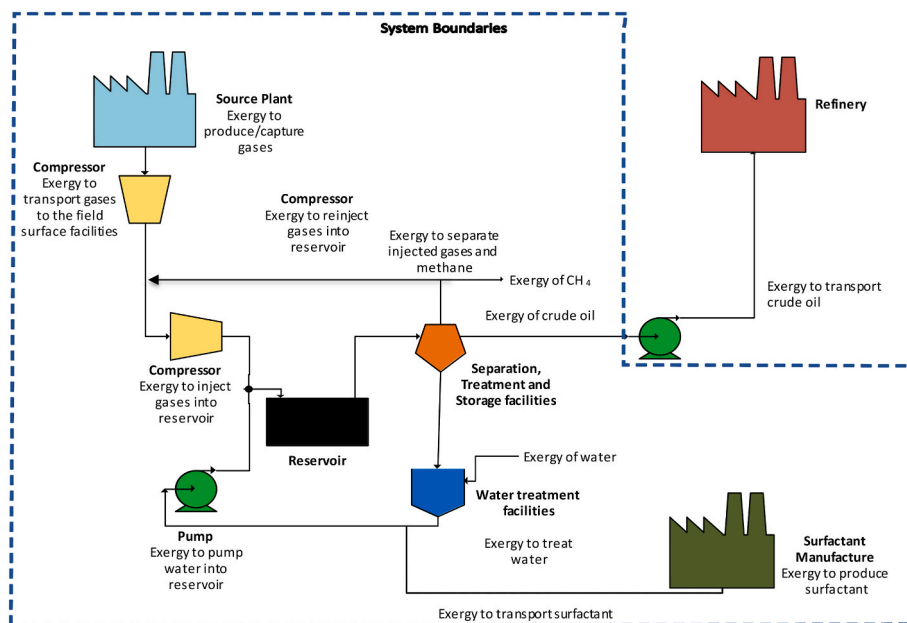 System Boundaries
Source Plant
Exergy to
produce/capture
gases
Refinery
Compressor
Exergy to
transport gases
to the field
surface facilities
Compressor
Exergy to reinject
gases into
reservoir
Exergy to separate
injected gases and
methane
Exergy of CH₄
Exergy to transport
crude oil
Exergy of crude oil
Compressor
Exergy to inject
gases into
reservoir
Separation,
Treatment and
Storage facilities
Reservoir
Exergy of water
Water treatment
facilities
Pump
Exergy to pump
water into
reservoir
Exergy to treat
water
Surfactant
Manufacture
Exergy to produce
surfactant
Exergy to transport surfactant